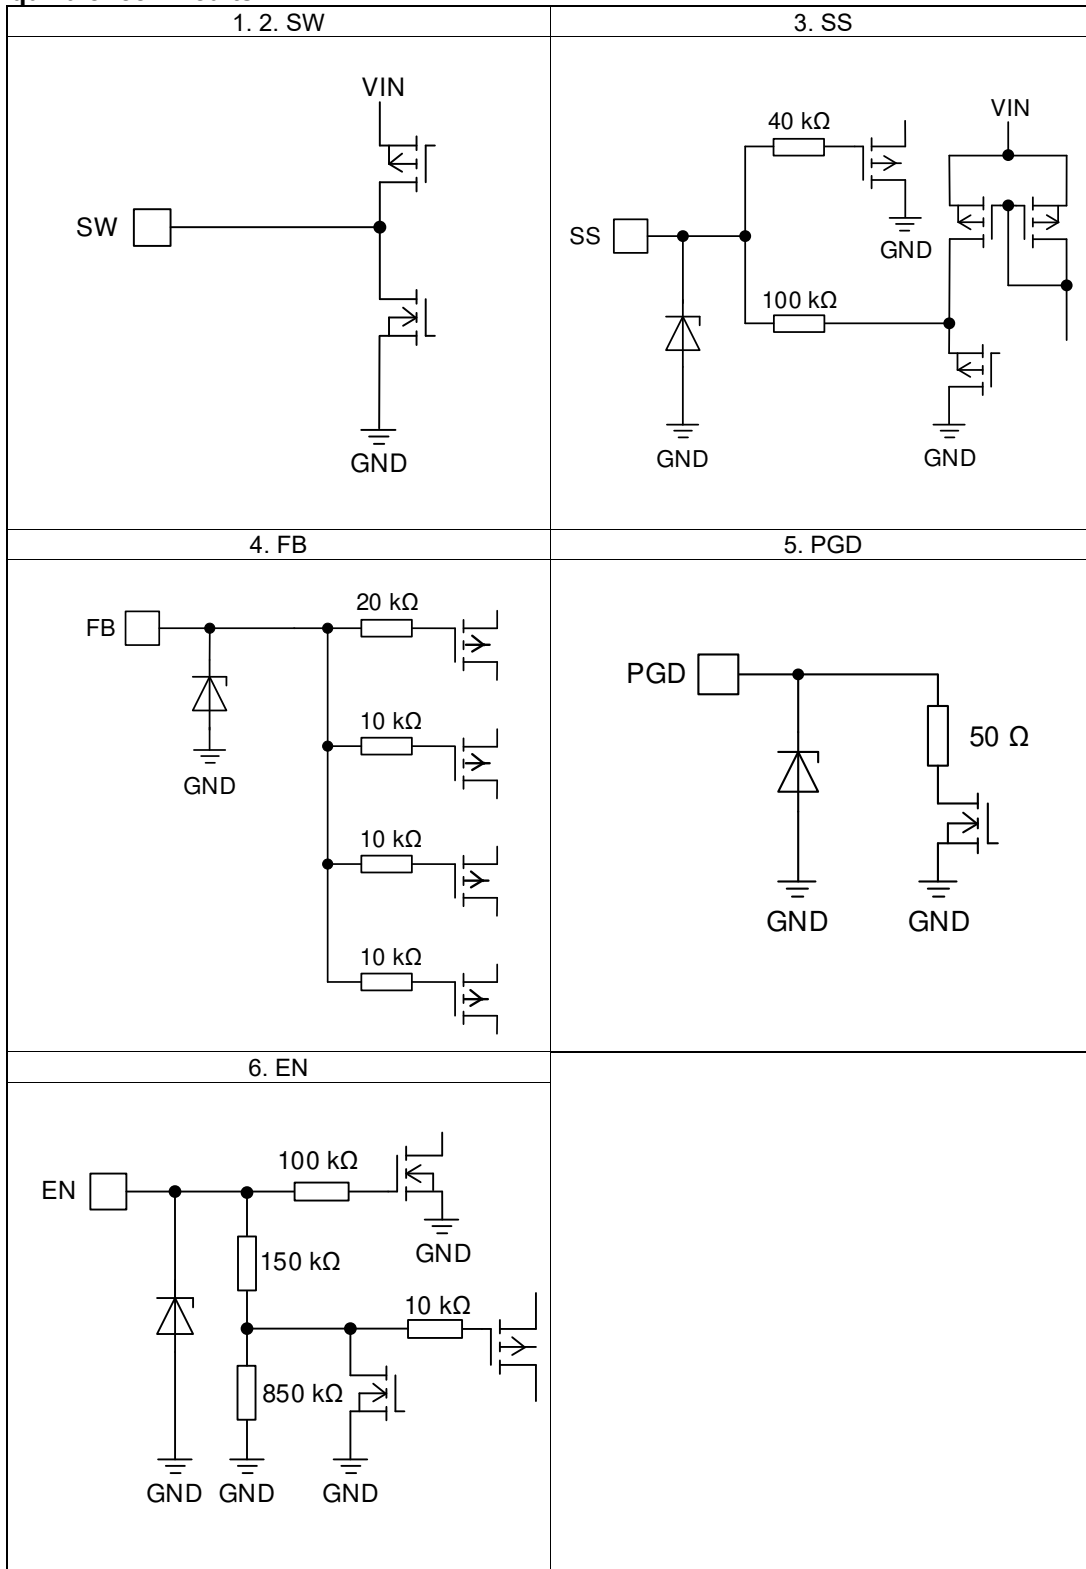 1. 2. SW
3. SS
VIN
SW
GND
40 kΩ
VIN
SS
GND
100 kΩ
GND
GND
4. FB
5. PGD
20 kΩ
FB
10 kΩ
GND
10 kΩ
10 kΩ
PGD
50 Ω
GND
GND
6. EN
100 kΩ
EN
GND
150 kΩ
10 kΩ
850 kΩ
GND
GND
GND